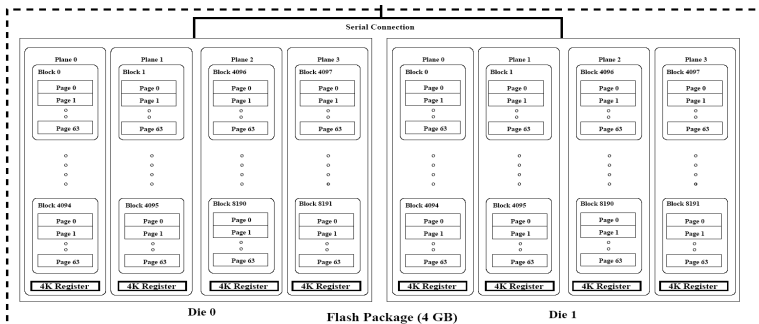 Serial Connection
Plane 0 Plane 1 Plane 2 Plane 3 Plane 0 Plane 1 Plane 2 Plane 3
Block 0 Block 1 Block 4096 Block 4097 Block 0 Block 1 Block 4096 Block 4097
Page 0 Page 0 Page 0 Page 0 Page 0 Page 0 Page 0 Page 0
Page 1 Page 1 Page 1 Page 1 Page 1 Page 1 Page 1 Page 1
Page 63 Page 63 Page 63 Page 63 Page 63 Page 63 Page 63 Page 63
Block 4094 Block 4095 Block 8190 Block 8191 Block 4094 Block 4095 Block 8190 Block 8191
Page 0 Page 0 Page 0 Page 0 Page 0 Page 0 Page 0 Page 0
Page 1 Page 1 Page 1 Page 1 Page 1 Page 1 Page 1 Page 1
Page 63 Page 63 Page 63 Page 63 Page 63 Page 63 Page 63 Page 63
4K Register 4K Register 4K Register 4K Register 4K Register 4K Register 4K Register 4K Register
Die 0 Flash Package (4 GB) Die 1